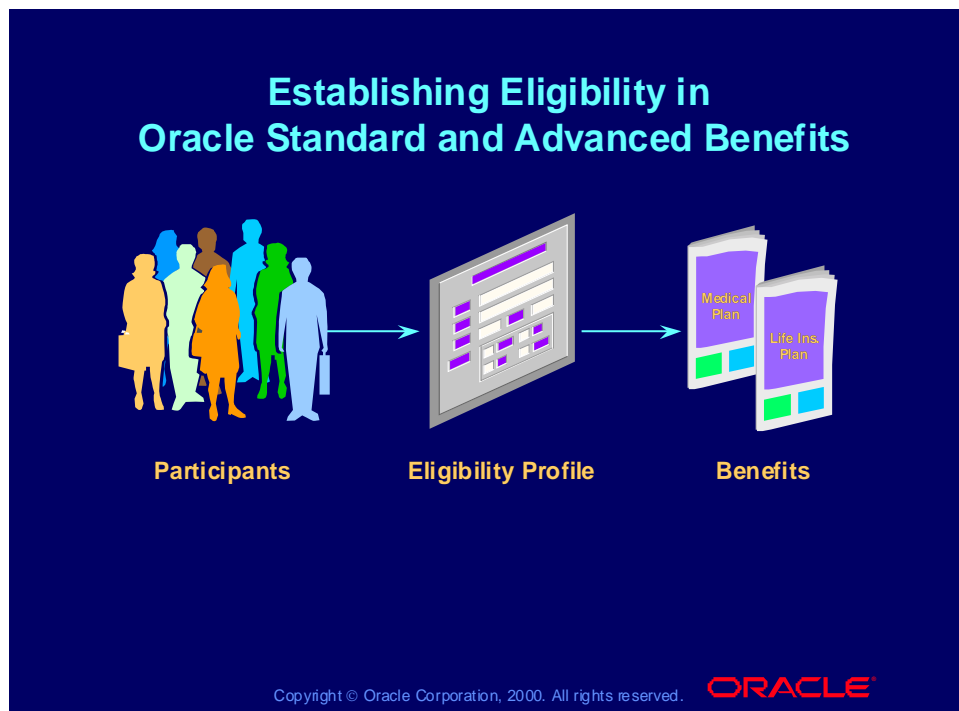 Establishing Eligibility in
Oracle Standard and Advanced Benefits
Medical
Plan
Life Ins.
Plan
Participants
Eligibility Profile
Benefits
Copyright © Oracle Corporation, 2000. All rights reserved.
ORACLE®